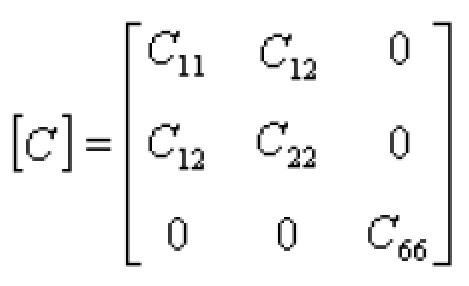 C₁₁ C₁₂ 0
[C] = C₁₂ C₂₂ 0
0 0 C₆₆